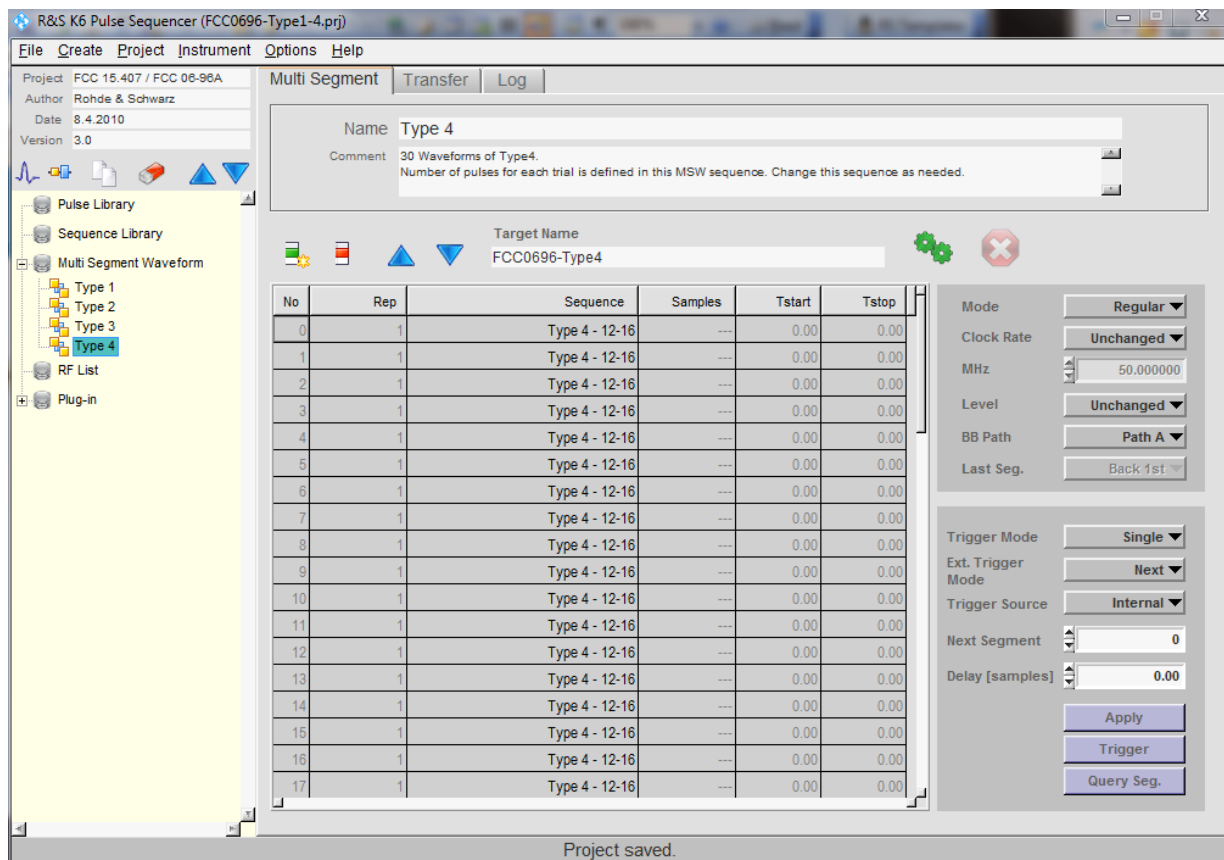 R&S K6 Pulse Sequencer (FCC0696-Type1-4.prj)
File Create Project Instrument Options Help
Project FCC 15.407 / FCC 06-96A
Author Rohde & Schwarz
Date 8.4.2010
Version 3.0
Pulse Library
Sequence Library
Multi Segment Waveform
Type 1
Type 2
Type 3
Type 4
RF List
Plug-in
Multi Segment Transfer Log
Name Type 4
Comment 30 Waveforms of Type4.
Number of pulses for each trial is defined in this MSW sequence. Change this sequence as needed.
Target Name
FCC0696-Type4
No Rep Sequence Samples Tstart Tstop
0 1 Type 4 - 12-16 --- 0.00 0.00
1 1 Type 4 - 12-16 --- 0.00 0.00
2 1 Type 4 - 12-16 --- 0.00 0.00
3 1 Type 4 - 12-16 --- 0.00 0.00
4 1 Type 4 - 12-16 --- 0.00 0.00
5 1 Type 4 - 12-16 --- 0.00 0.00
6 1 Type 4 - 12-16 --- 0.00 0.00
7 1 Type 4 - 12-16 --- 0.00 0.00
8 1 Type 4 - 12-16 --- 0.00 0.00
9 1 Type 4 - 12-16 --- 0.00 0.00
10 1 Type 4 - 12-16 --- 0.00 0.00
11 1 Type 4 - 12-16 --- 0.00 0.00
12 1 Type 4 - 12-16 --- 0.00 0.00
13 1 Type 4 - 12-16 --- 0.00 0.00
14 1 Type 4 - 12-16 --- 0.00 0.00
15 1 Type 4 - 12-16 --- 0.00 0.00
16 1 Type 4 - 12-16 --- 0.00 0.00
17 1 Type 4 - 12-16 --- 0.00 0.00
Mode Regular
Clock Rate Unchanged
MHz 50.000000
Level Unchanged
BB Path Path A
Last Seg. Back 1st
Trigger Mode Single
Ext. Trigger Mode Next
Trigger Source Internal
Next Segment 0
Delay [samples] 0.00
Apply
Trigger
Query Seg.
Project saved.